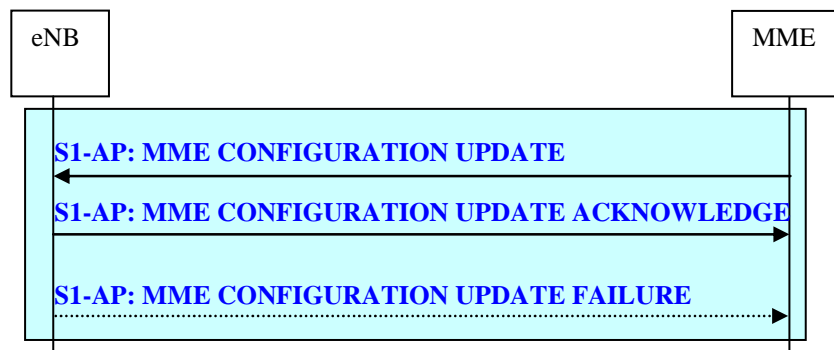 eNB
MME
S1-AP: MME CONFIGURATION UPDATE
S1-AP: MME CONFIGURATION UPDATE ACKNOWLEDGE
S1-AP: MME CONFIGURATION UPDATE FAILURE